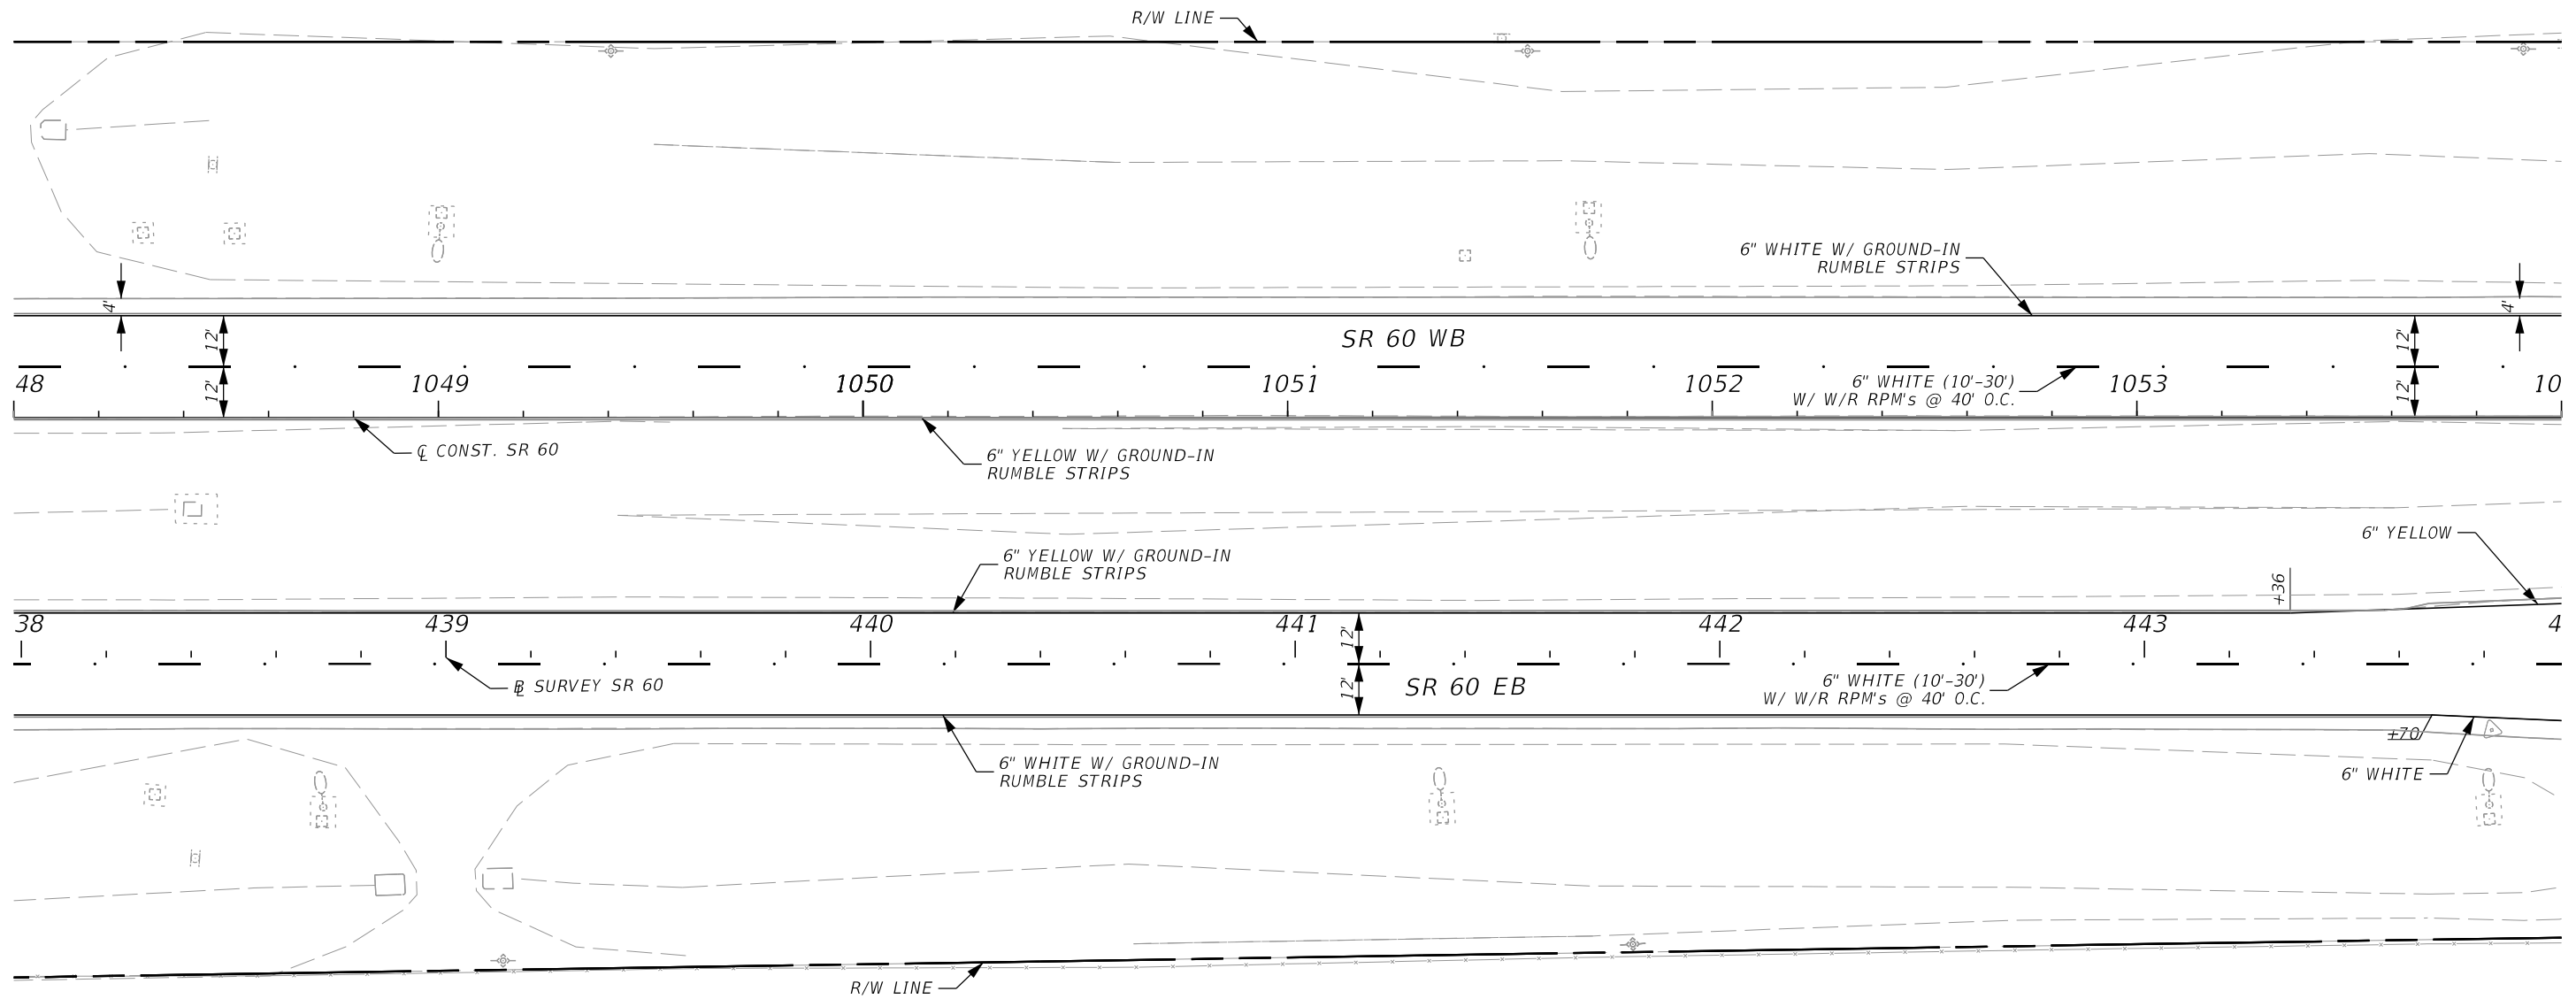 R/W LINE
6" WHITE W/ GROUND-IN
RUMBLE STRIPS
4'
4'
12'
SR 60 WB
12'
48
1049
1050
1051
1052
6" WHITE (10'-30')
W/ W/R RPM's @ 40' O.C.
1053
10
12'
12'
℄ CONST. SR 60
6" YELLOW W/ GROUND-IN
RUMBLE STRIPS
6" YELLOW
6" YELLOW W/ GROUND-IN
RUMBLE STRIPS
+36
38
439
440
441
442
443
4
12'
12'
BL SURVEY SR 60
SR 60 EB
6" WHITE (10'-30')
W/ W/R RPM's @ 40' O.C.
+70
6" WHITE W/ GROUND-IN
RUMBLE STRIPS
6" WHITE
R/W LINE